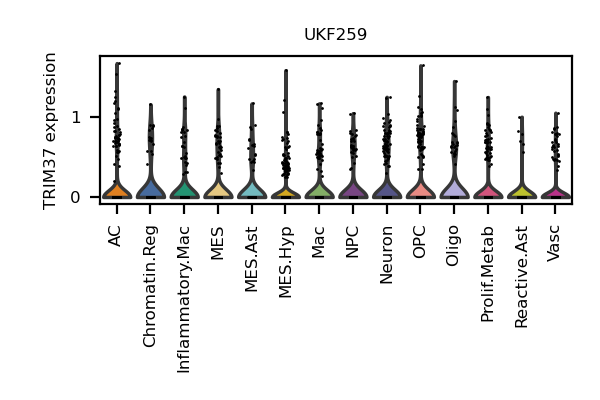 UKF259
TRIM37 expression
1
0
AC
Chromatin.Reg
Inflammatory.Mac
MES
MES.Ast
MES.Hyp
Mac
NPC
Neuron
OPC
Oligo
Prolif.Metab
Reactive.Ast
Vasc